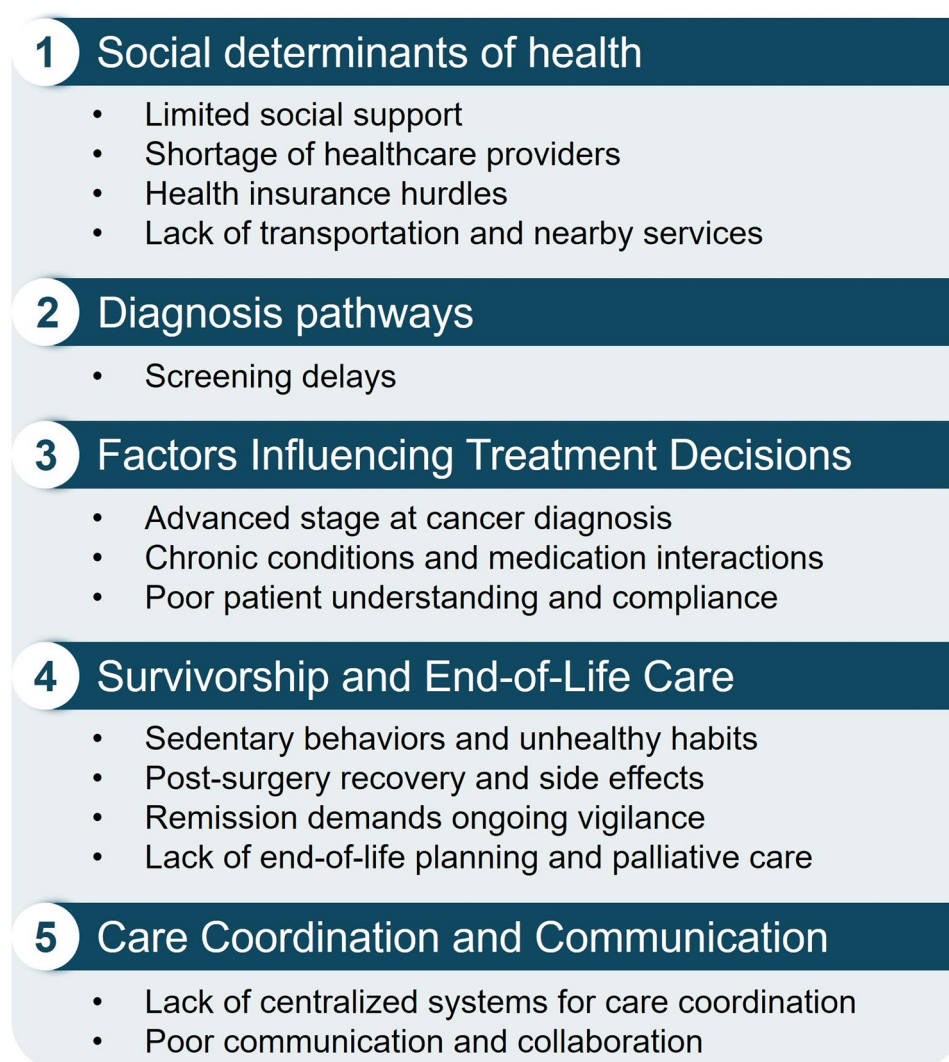 1 Social determinants of health
• Limited social support
• Shortage of healthcare providers
• Health insurance hurdles
• Lack of transportation and nearby services
2 Diagnosis pathways
• Screening delays
3 Factors Influencing Treatment Decisions
• Advanced stage at cancer diagnosis
• Chronic conditions and medication interactions
• Poor patient understanding and compliance
4 Survivorship and End-of-Life Care
• Sedentary behaviors and unhealthy habits
• Post-surgery recovery and side effects
• Remission demands ongoing vigilance
• Lack of end-of-life planning and palliative care
5 Care Coordination and Communication
• Lack of centralized systems for care coordination
• Poor communication and collaboration